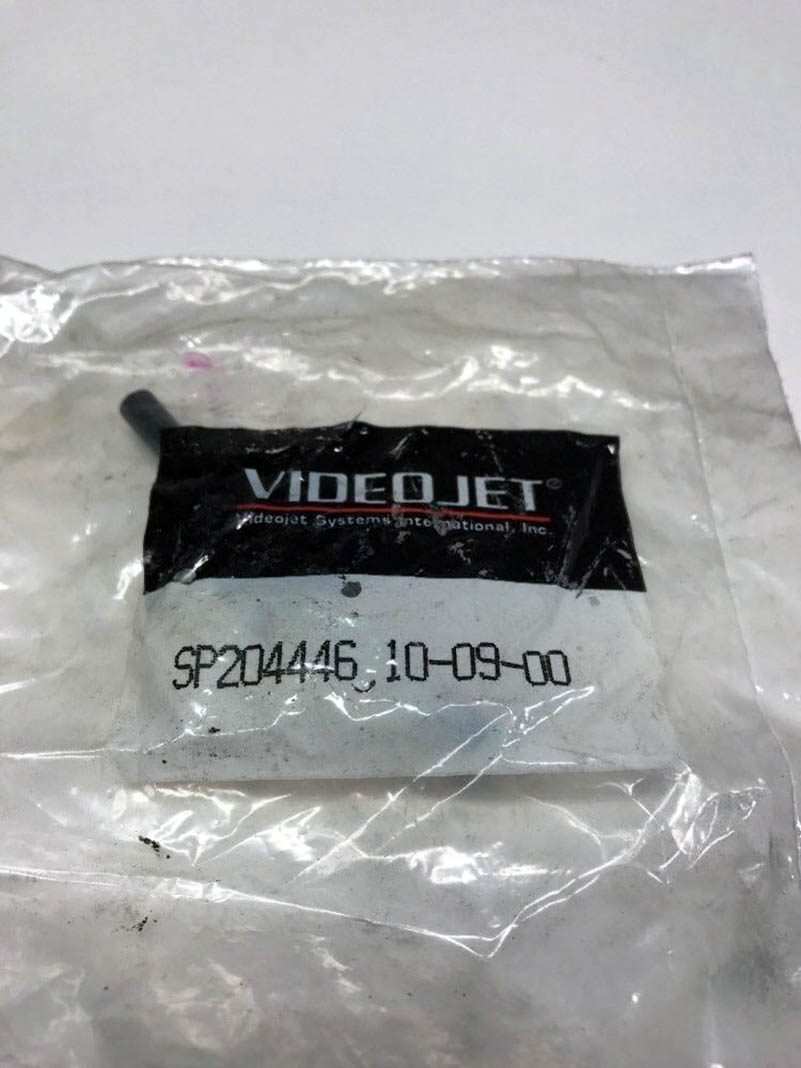 VIDEOJET®
Videojet Systems International, Inc.
SP204446 10-09-00